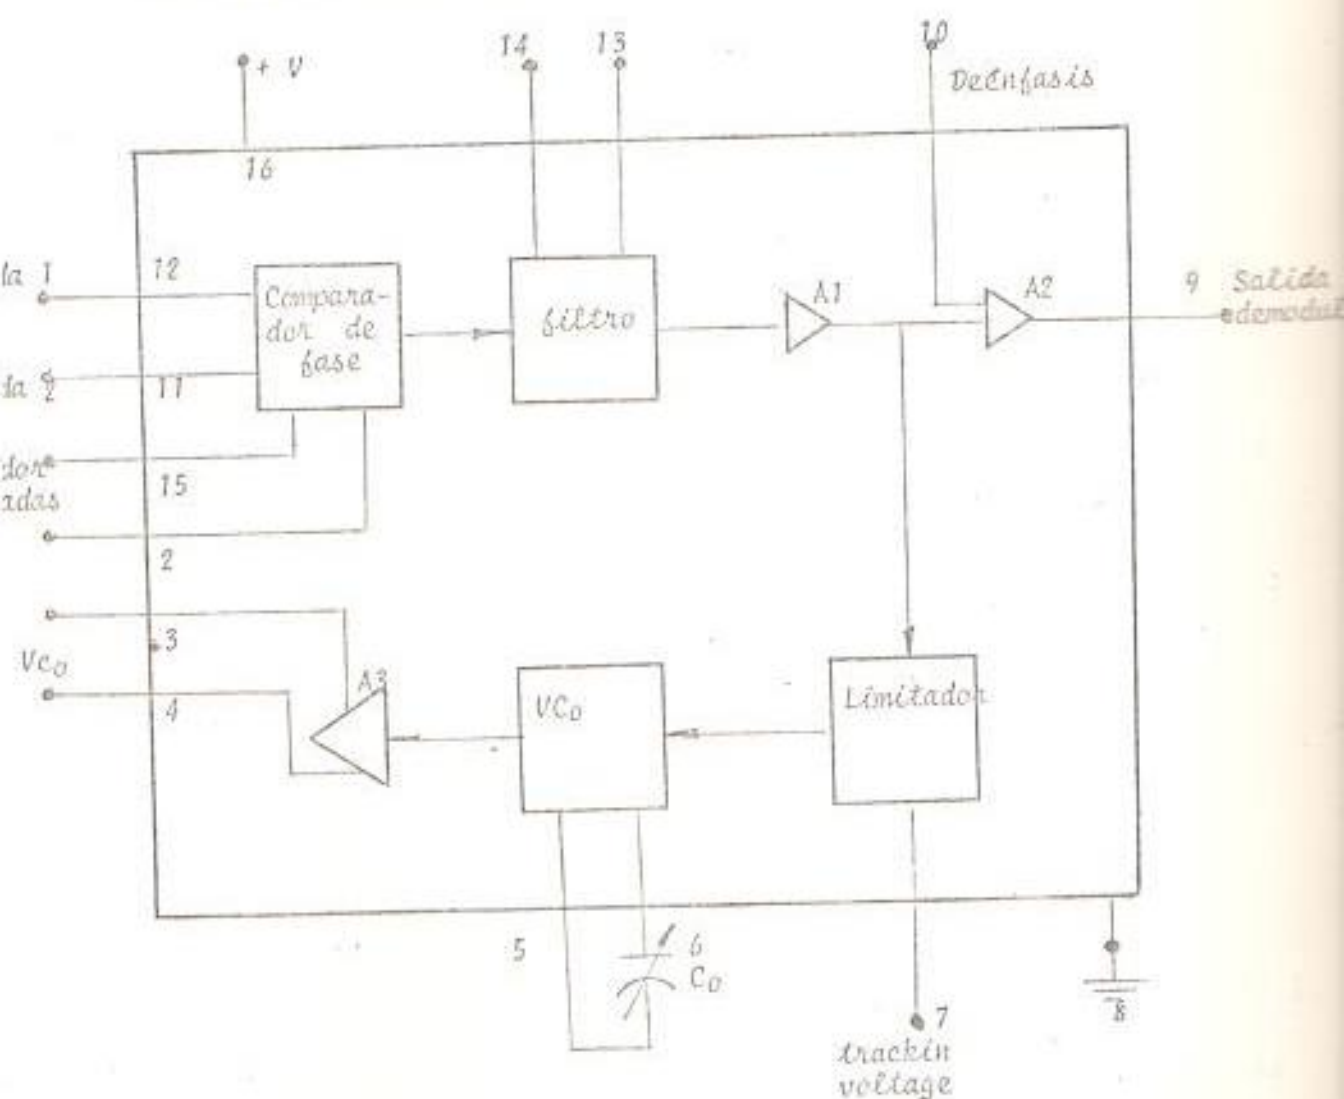 14
13
10
+ V
Deénfasis
16
12
Compara-
dor de
fase
filtro
A1
A2
9
Salida
11
15
2
3
Vco
4
A3
VCo
Limitador
5
6
Co
7
trackin
voltage
8